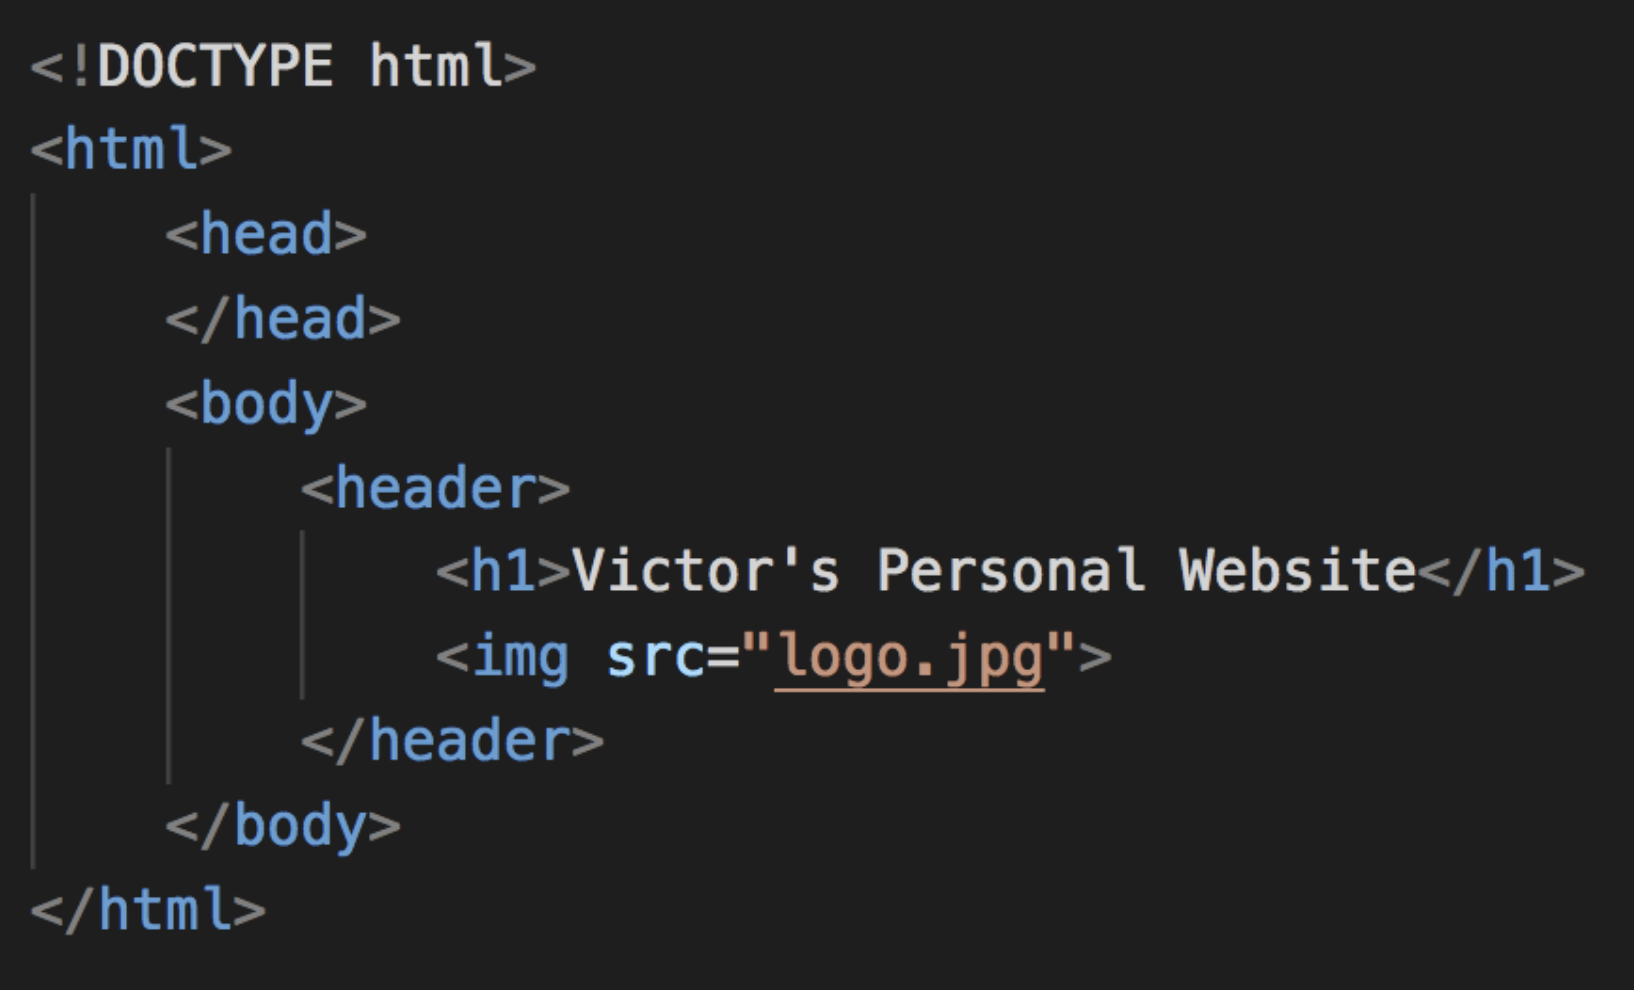 <!DOCTYPE html>
<html>
    <head>
    </head>
    <body>
        <header>
            <h1>Victor's Personal Website</h1>
            <img src="logo.jpg">
        </header>
    </body>
</html>